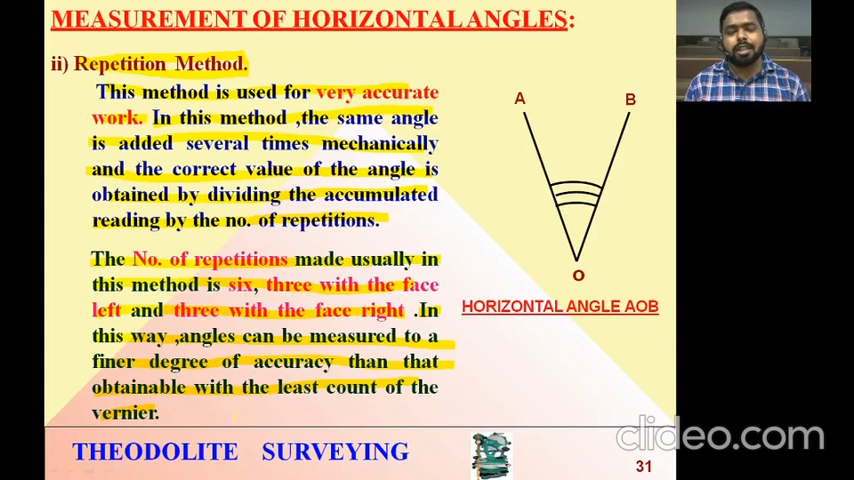 MEASUREMENT OF HORIZONTAL ANGLES:
ii) Repetition Method.
This method is used for very accurate
work. In this method ,the same angle
is added several times mechanically
and the correct value of the angle is
obtained by dividing the accumulated
reading by the no. of repetitions.
The No. of repetitions made usually in
this method is six, three with the face
left and three with the face right .In
this way ,angles can be measured to a
finer degree of accuracy than that
obtainable with the least count of the
vernier.
A
B
O
HORIZONTAL ANGLE AOB
THEODOLITE SURVEYING
31
clideo.com